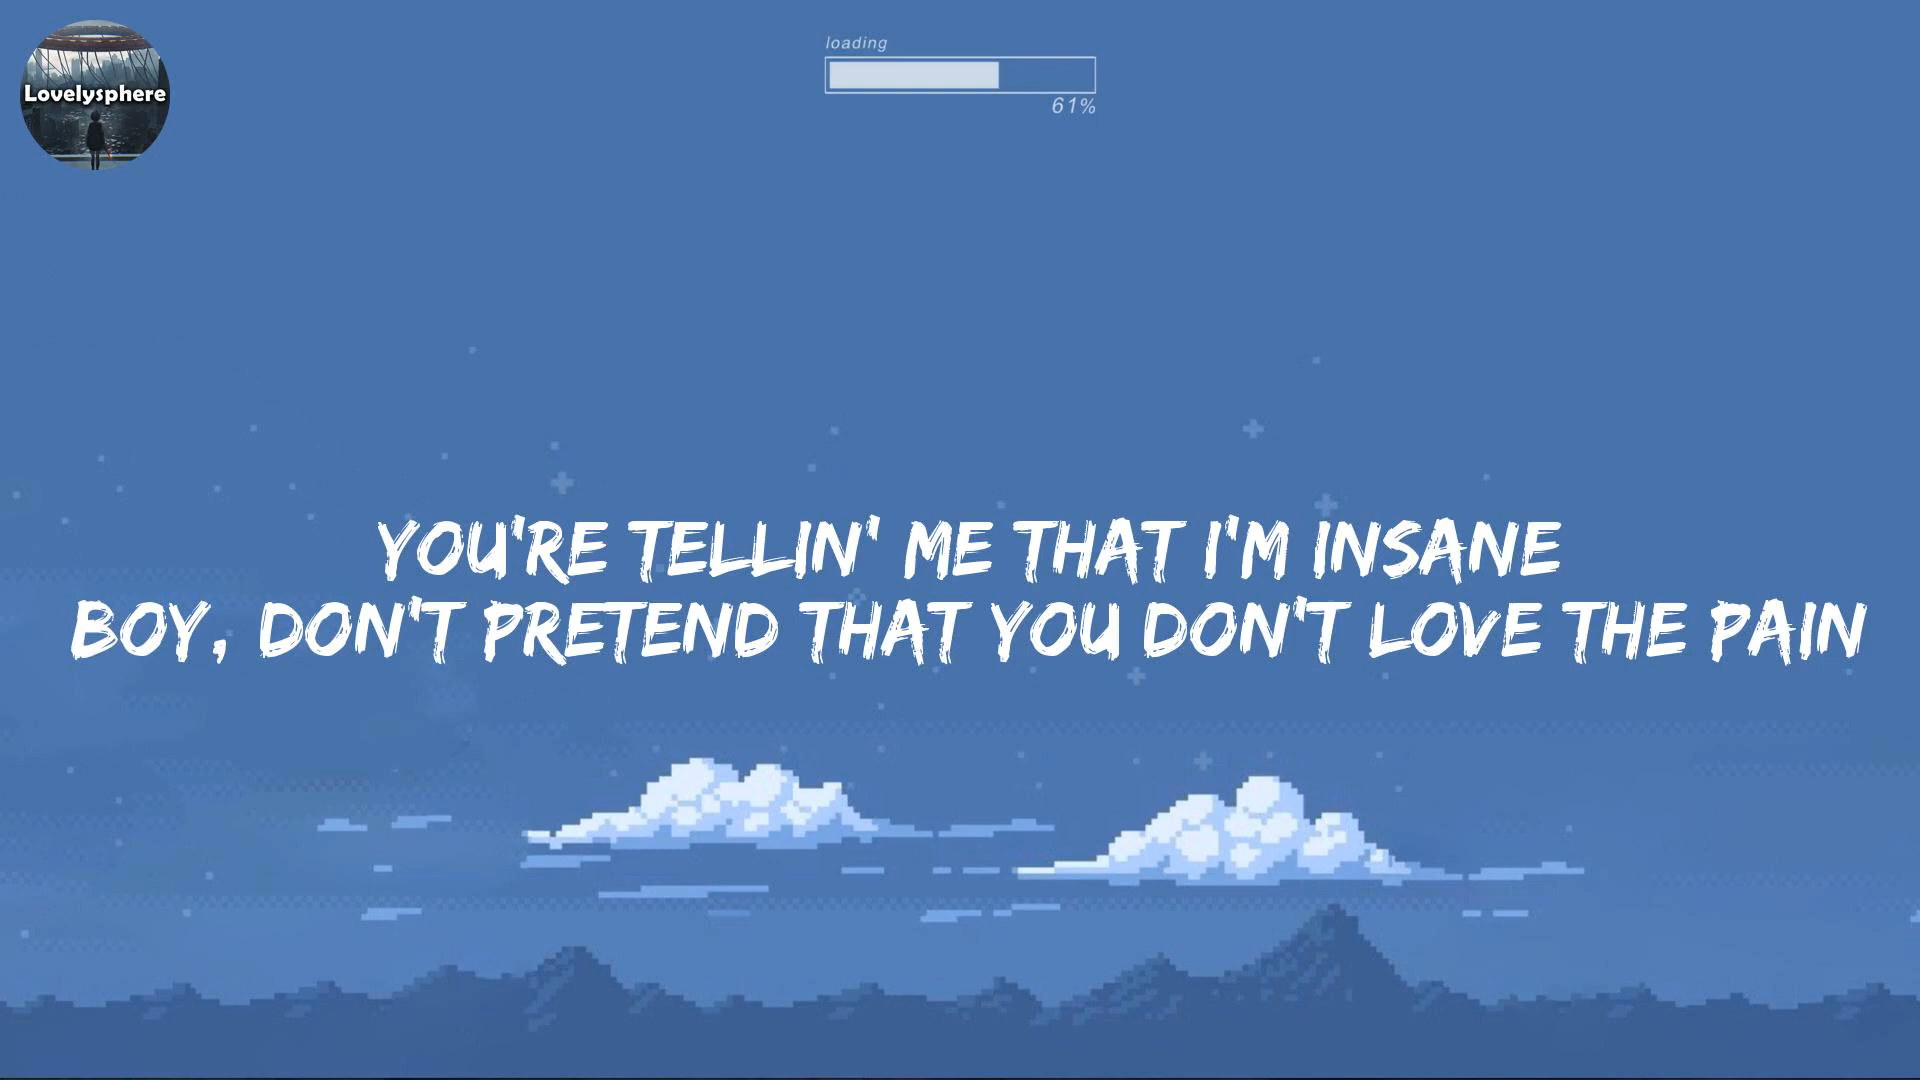 Lovelysphere
loading
61%
YOU'RE TELLIN' ME THAT I'M INSANE
BOY, DON'T PRETEND THAT YOU DON'T LOVE THE PAIN